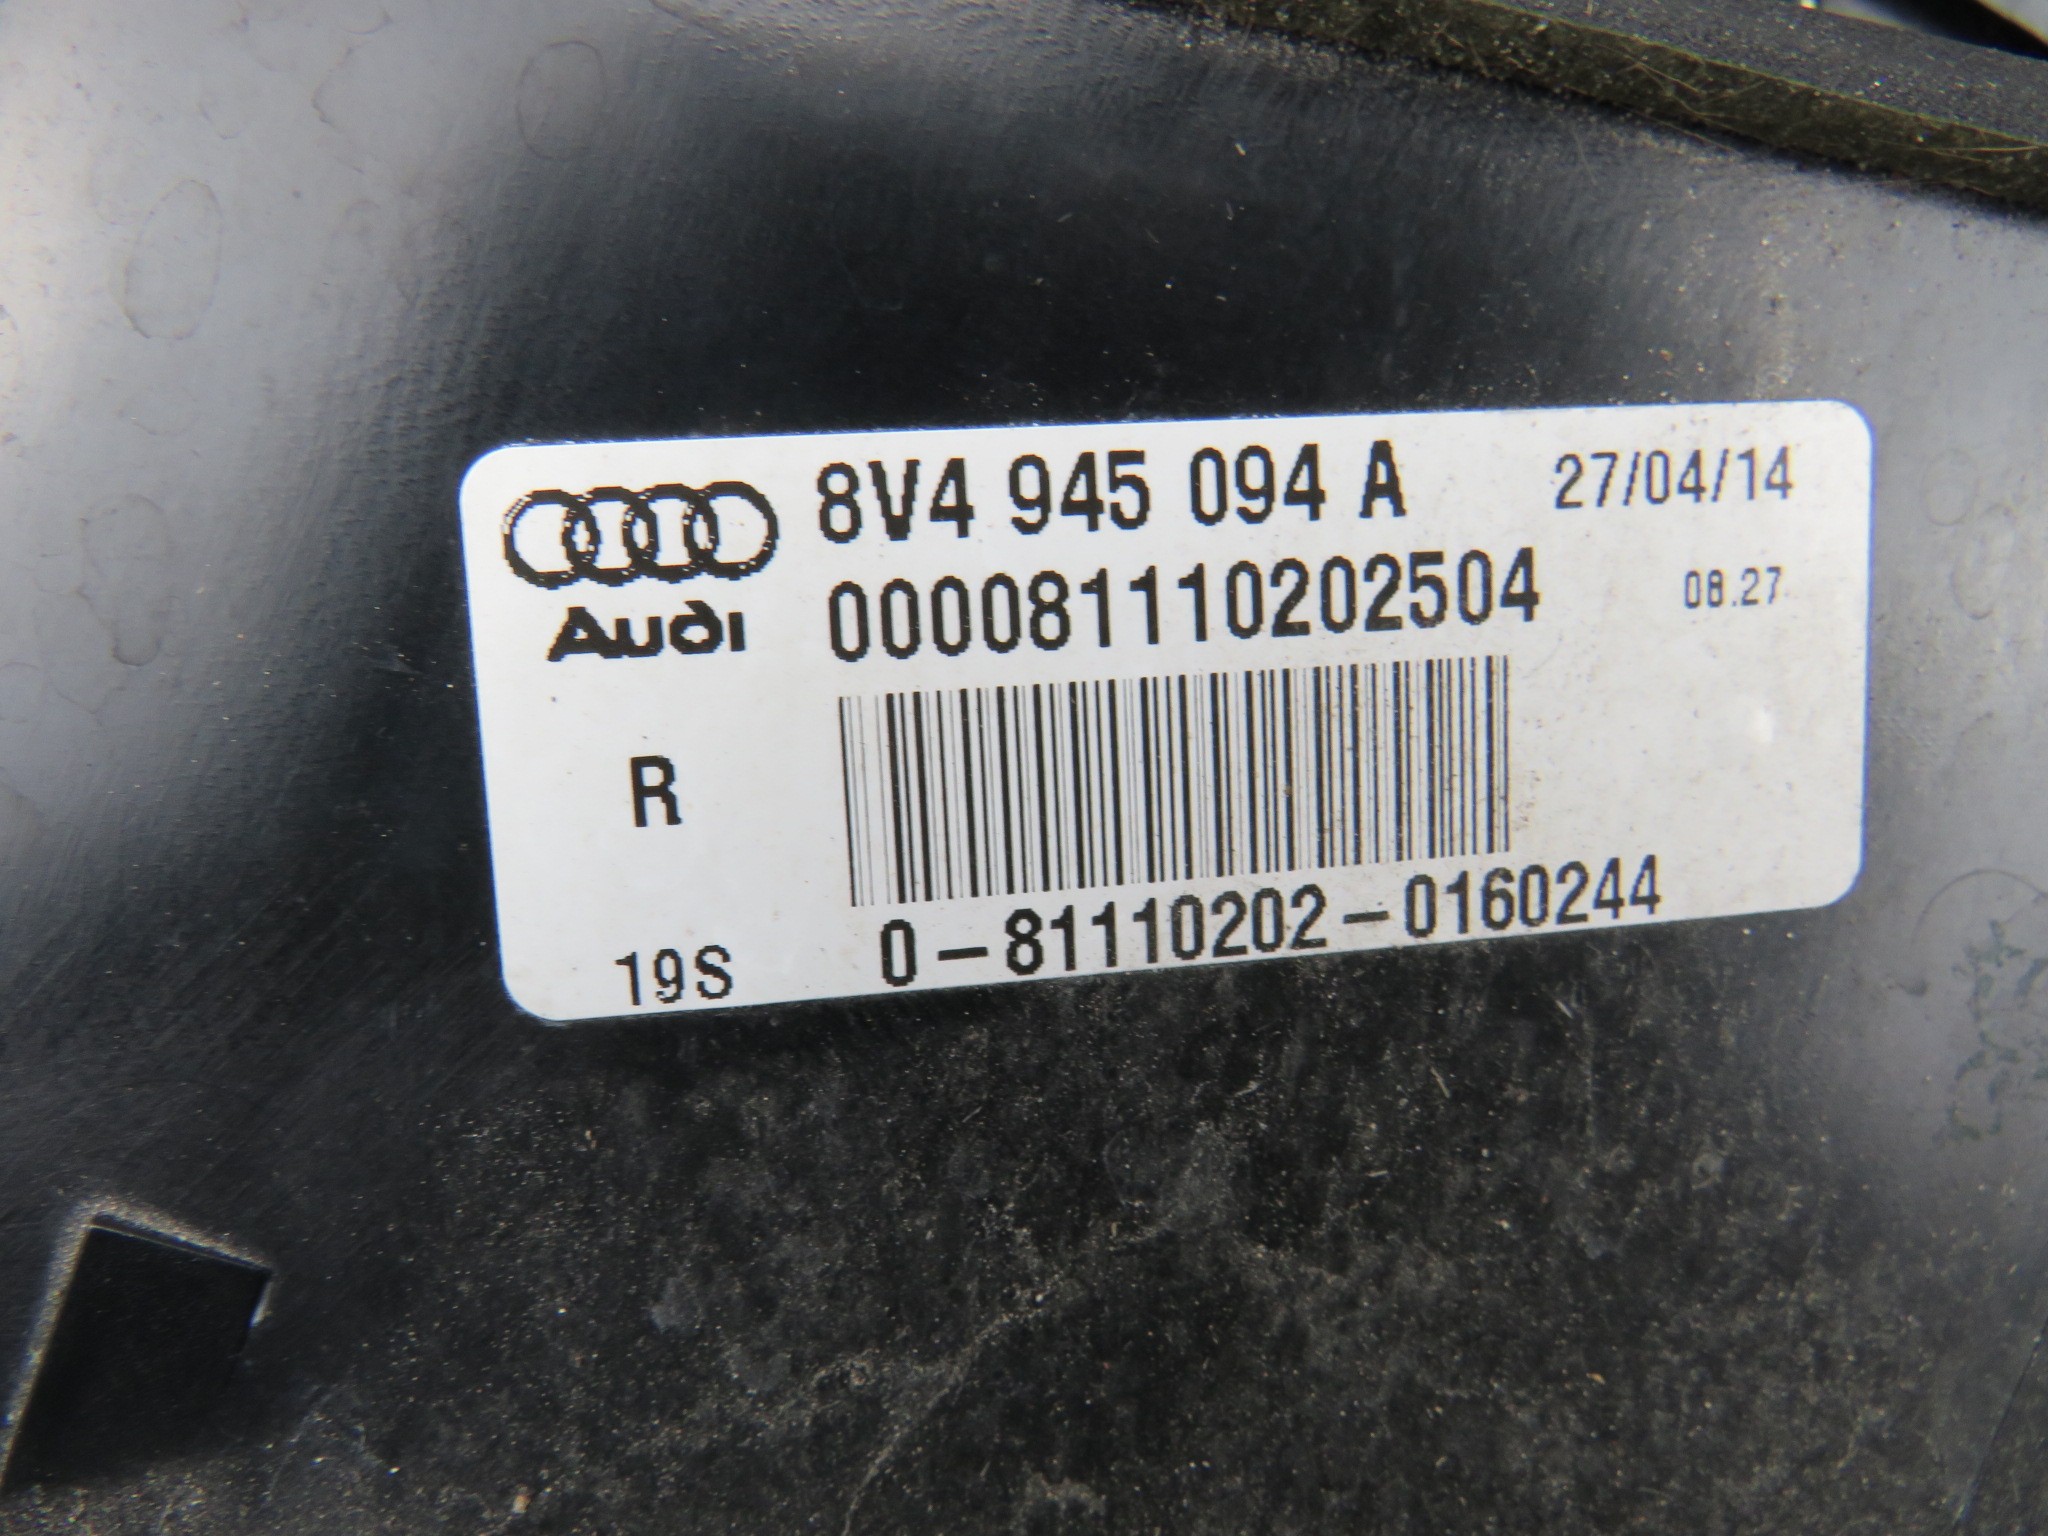 8V4 945 094 A 27/04/14
Audi 000081110202504 08.27
R
19S 0-81110202-0160244